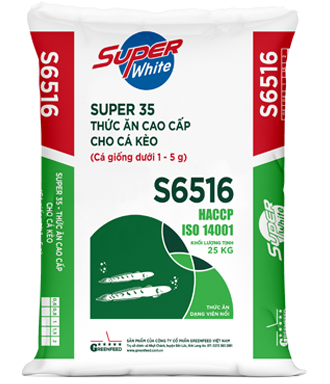 SUPER
White
S6516
S6516
SUPER 35
THỨC ĂN CAO CẤP
CHO CÁ KÈO
(Cá giống dưới 1 - 5 g)
S6516
HACCP
ISO 14001
KHỐI LƯỢNG TỊNH
25 KG
SUPER 35 - THỨC ĂN CAO CẤP
CHO CÁ KÈO
SUPER
White
THỨC ĂN
DẠNG VIÊN NỔI
GREENFEED
SẢN PHẨM CỦA CÔNG TY CỔ PHẦN GREENFEED VIỆT NAM